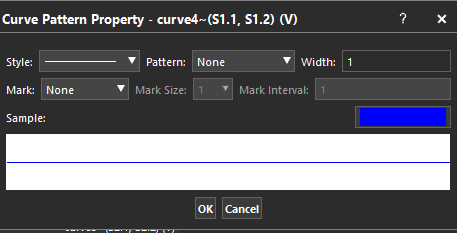 Curve Pattern Property - curve4~(S1.1, S1.2) (V) ?
Style: Pattern: None Width: 1
Mark: None Mark Size: 1 Mark Interval: 1
Sample:
OK Cancel